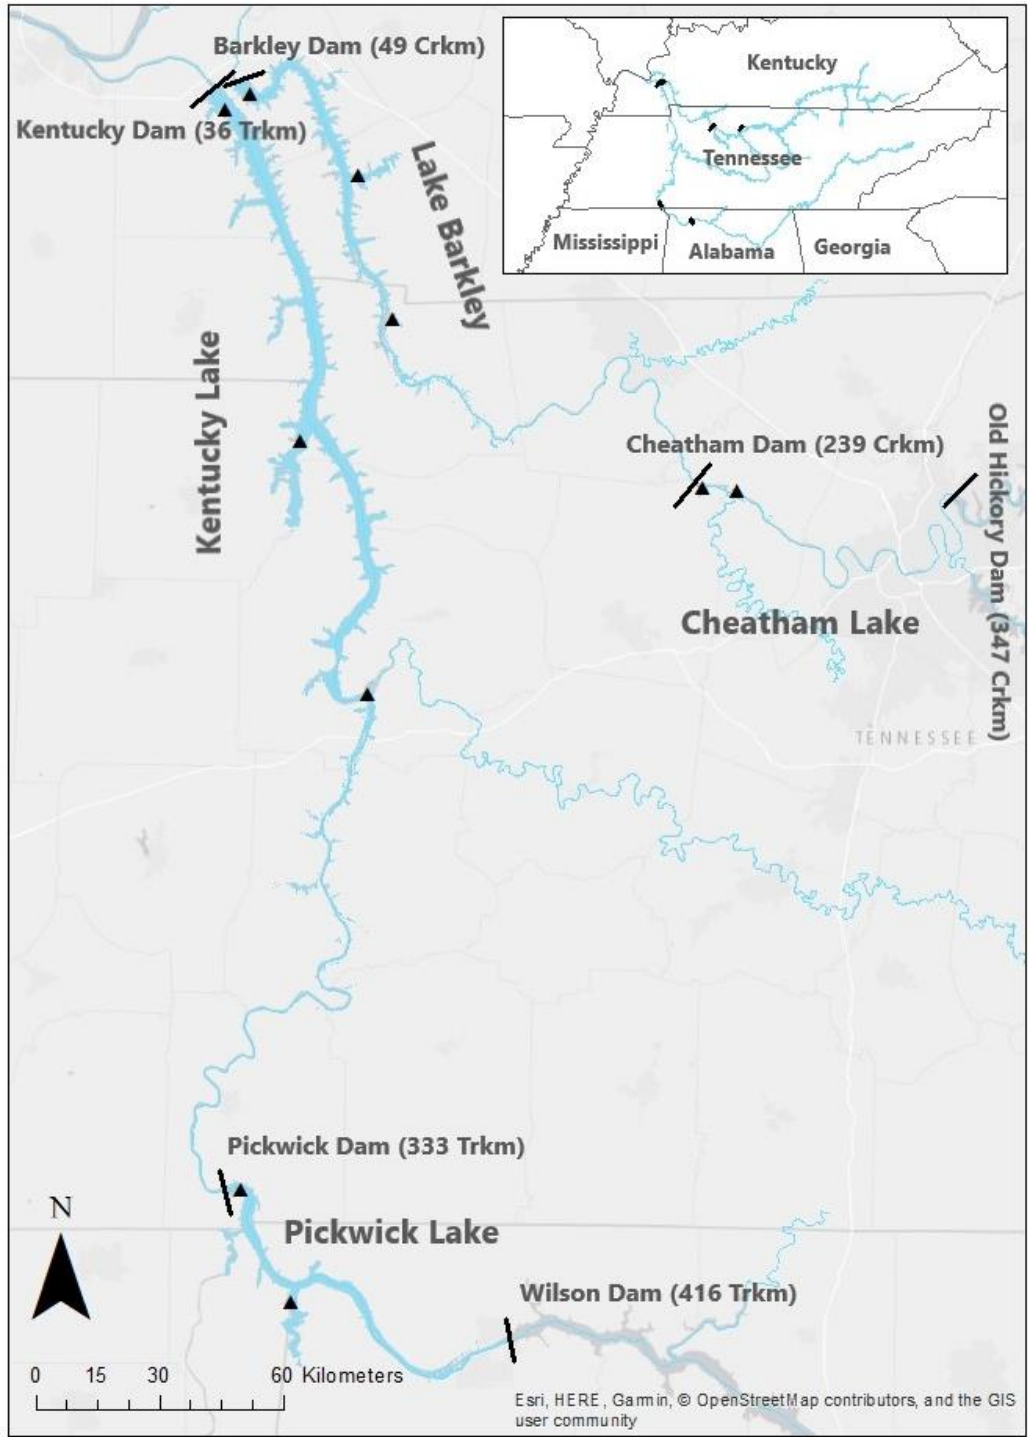 Barkley Dam (49 Crkm)
Kentucky Dam (36 Trkm)
Kentucky
Tennessee
Mississippi
Alabama
Georgia
Lake Barkley
Kentucky Lake
Cheatham Dam (239 Crkm)
Old Hickory Dam (347 Crkm)
Cheatham Lake
TENNESSEE
Pickwick Dam (333 Trkm)
N
Pickwick Lake
Wilson Dam (416 Trkm)
0 15 30 60 Kilometers
Esri, HERE, Garmin, © OpenStreetMap contributors, and the GIS
user community